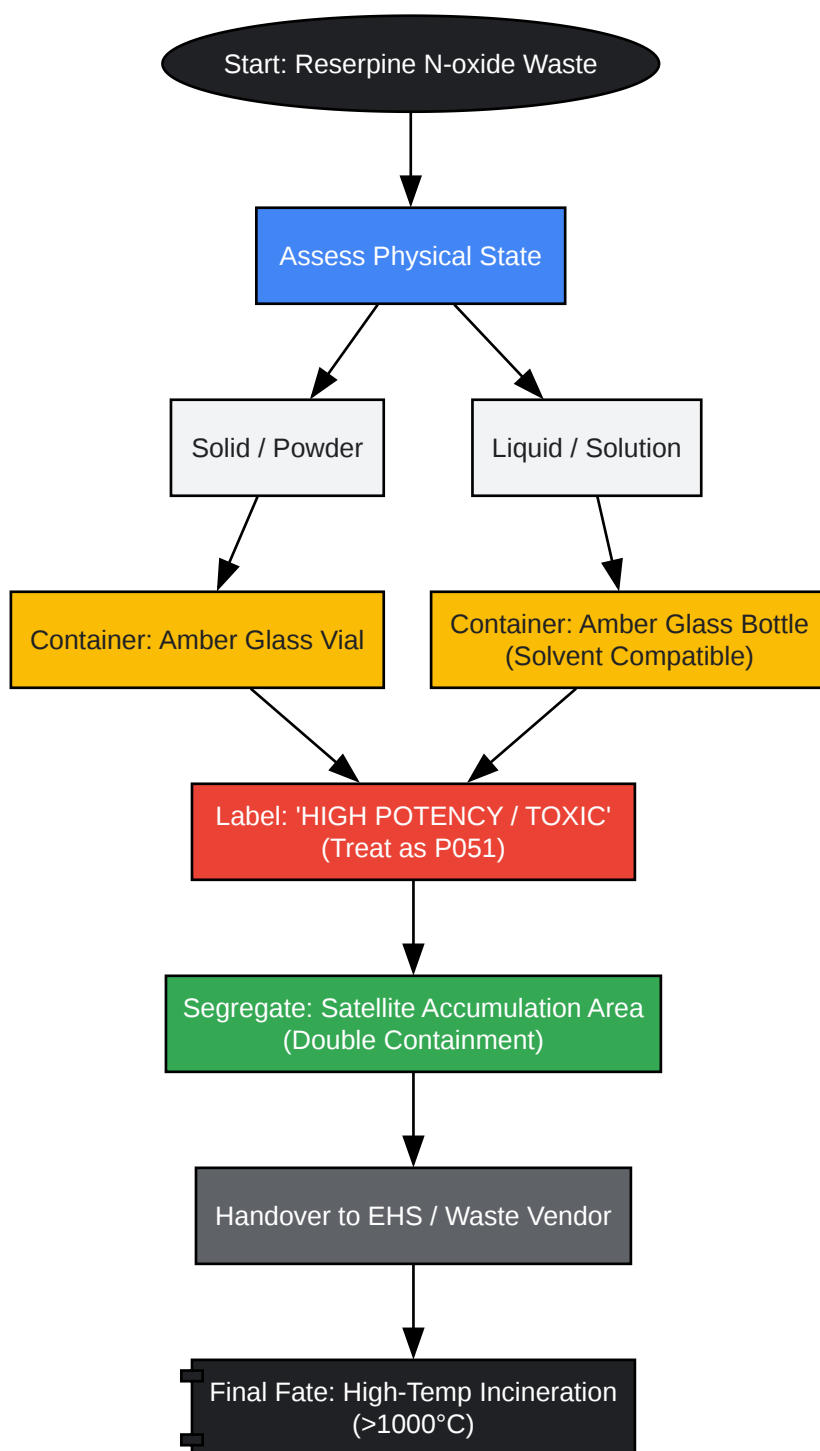 Start: Reserpine N-oxide Waste
Assess Physical State
Solid / Powder
Liquid / Solution
Container: Amber Glass Vial
Container: Amber Glass Bottle
(Solvent Compatible)
Label: 'HIGH POTENCY / TOXIC'
(Treat as P051)
Segregate: Satellite Accumulation Area
(Double Containment)
Handover to EHS / Waste Vendor
Final Fate: High-Temp Incineration
(>1000°C)